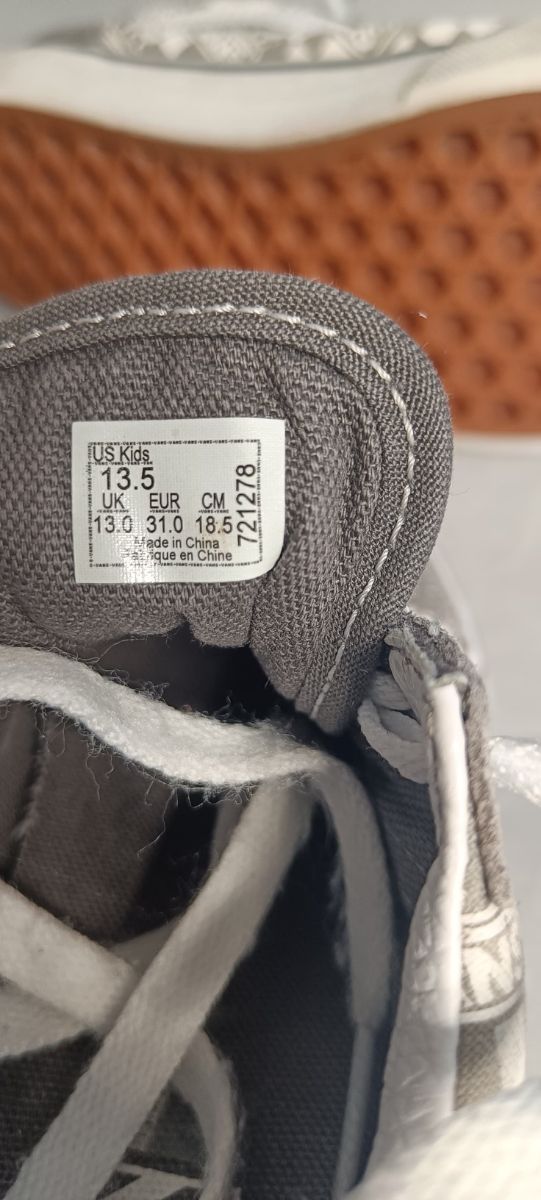 US Kids
13.5
UK EUR CM
13.0 31.0 18.5
Made in China
en Chine
721278